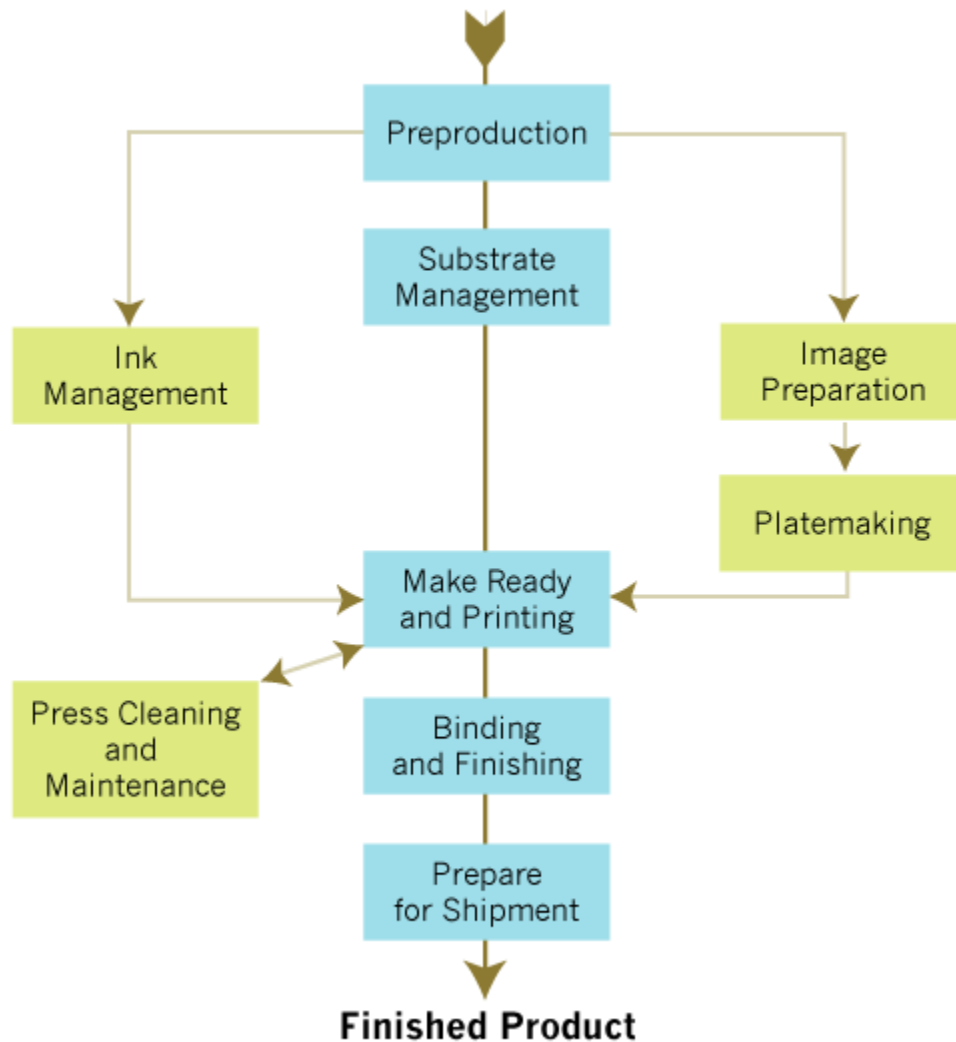 Preproduction
Substrate
Management
Ink
Management
Image
Preparation
Platemaking
Make Ready
and Printing
Press Cleaning
and
Maintenance
Binding
and Finishing
Prepare
for Shipment
Finished Product